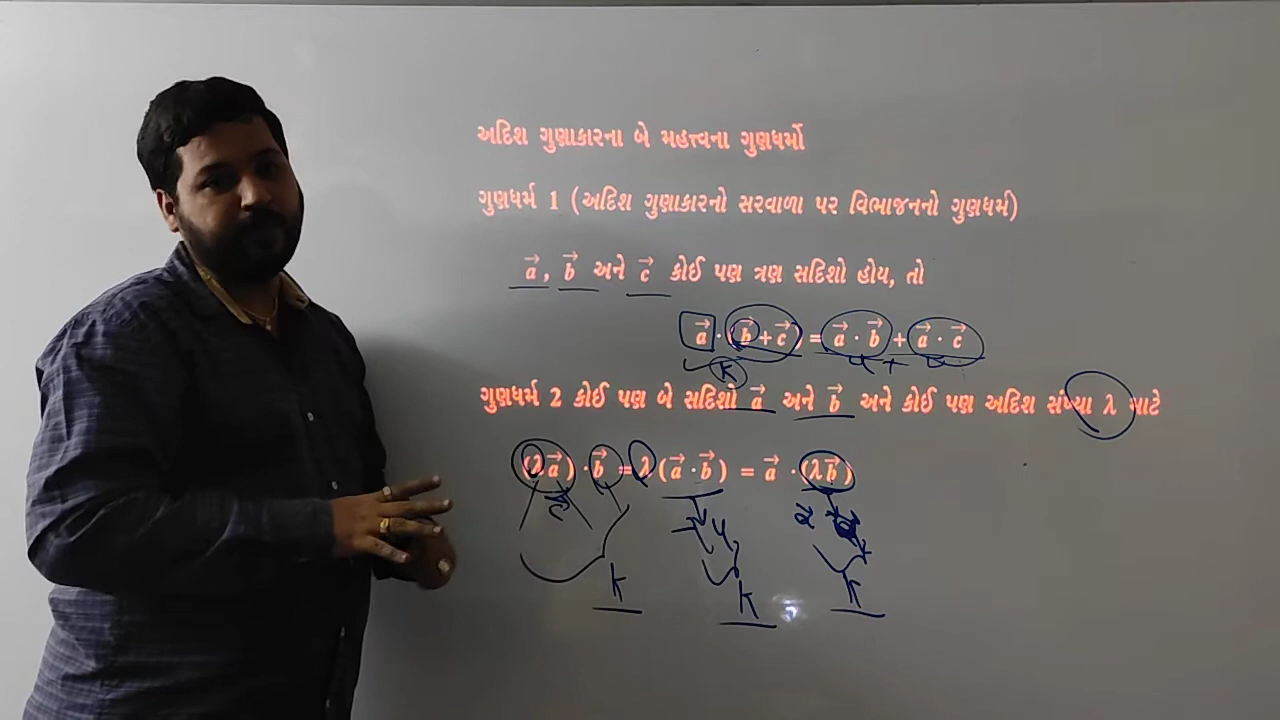 અદિશ ગુણાકારના બે મહત્ત્વના ગુણધર્મો
ગુણધર્મ 1 (અદિશ ગુણાકારનો સરવાળા પર વિભાજનનો ગુણધર્મ)
a⃗, b⃗ અને c⃗ કોઈ પણ ત્રણ સદિશો હોય, તો
a⃗ · (b⃗ + c⃗) = a⃗ · b⃗ + a⃗ · c⃗
k
ગુણધર્મ 2 કોઈ પણ બે સદિશો a⃗ અને b⃗ અને કોઈ પણ અદિશ સંખ્યા λ માટે
(λa⃗) · b⃗ = λ(a⃗ · b⃗) = a⃗ · (λb⃗)
k k k